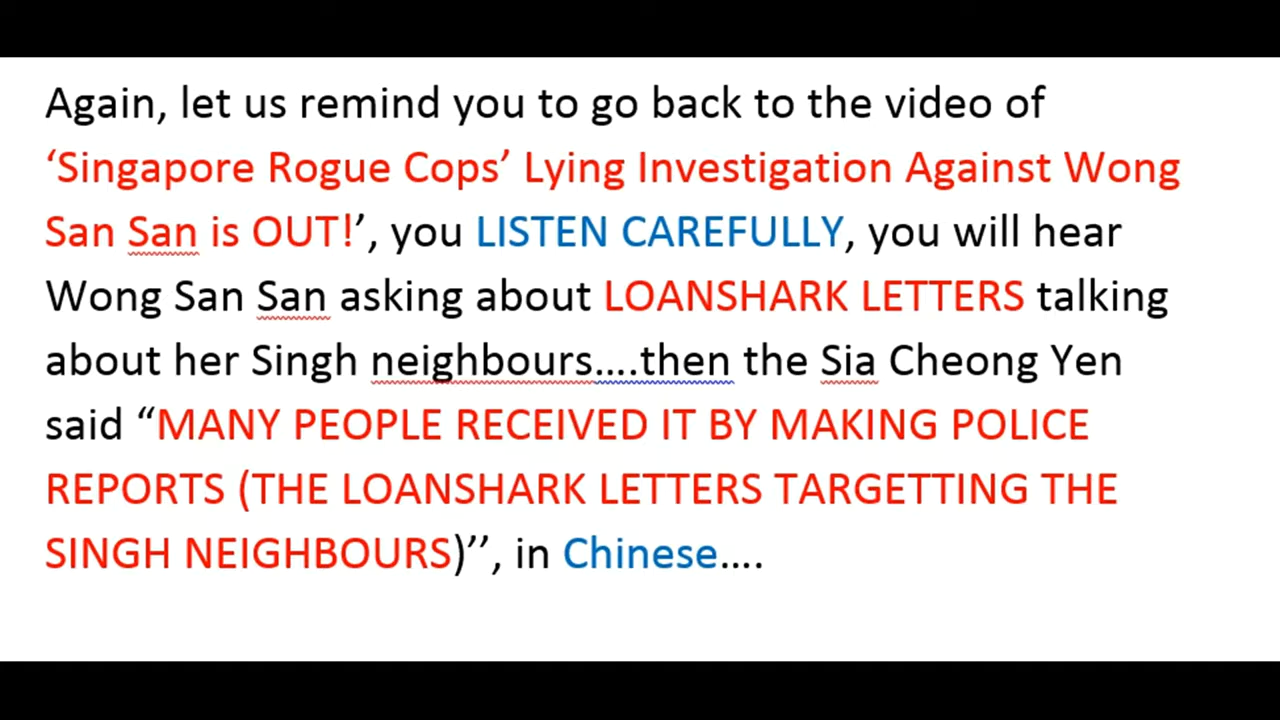 Again, let us remind you to go back to the video of
‘Singapore Rogue Cops’ Lying Investigation Against Wong
San San is OUT!’, you LISTEN CAREFULLY, you will hear
Wong San San asking about LOANSHARK LETTERS talking
about her Singh neighbours....then the Sia Cheong Yen
said “MANY PEOPLE RECEIVED IT BY MAKING POLICE
REPORTS (THE LOANSHARK LETTERS TARGETTING THE
SINGH NEIGHBOURS)’’, in Chinese....